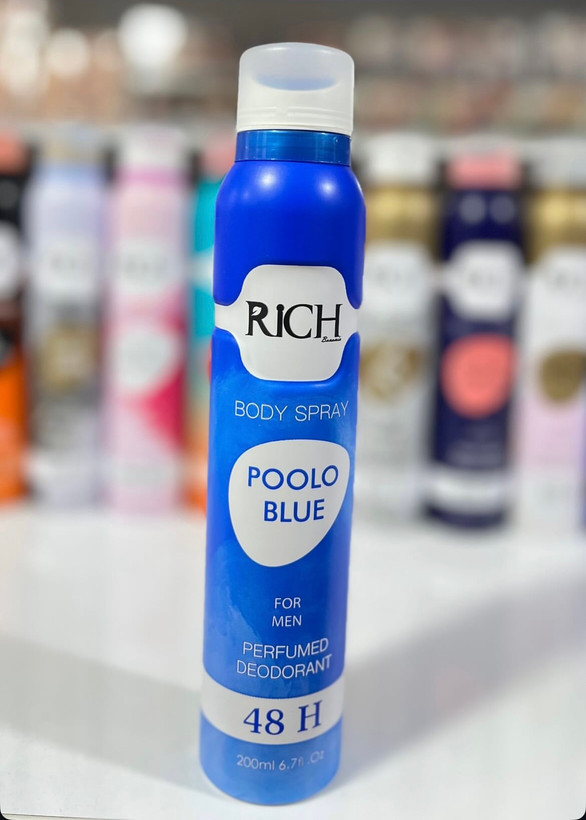 RiCH
BODY SPRAY
POOLO
BLUE
FOR
MEN
PERFUMED
DEODORANT
48 H
200ml 6.7fl.Oz